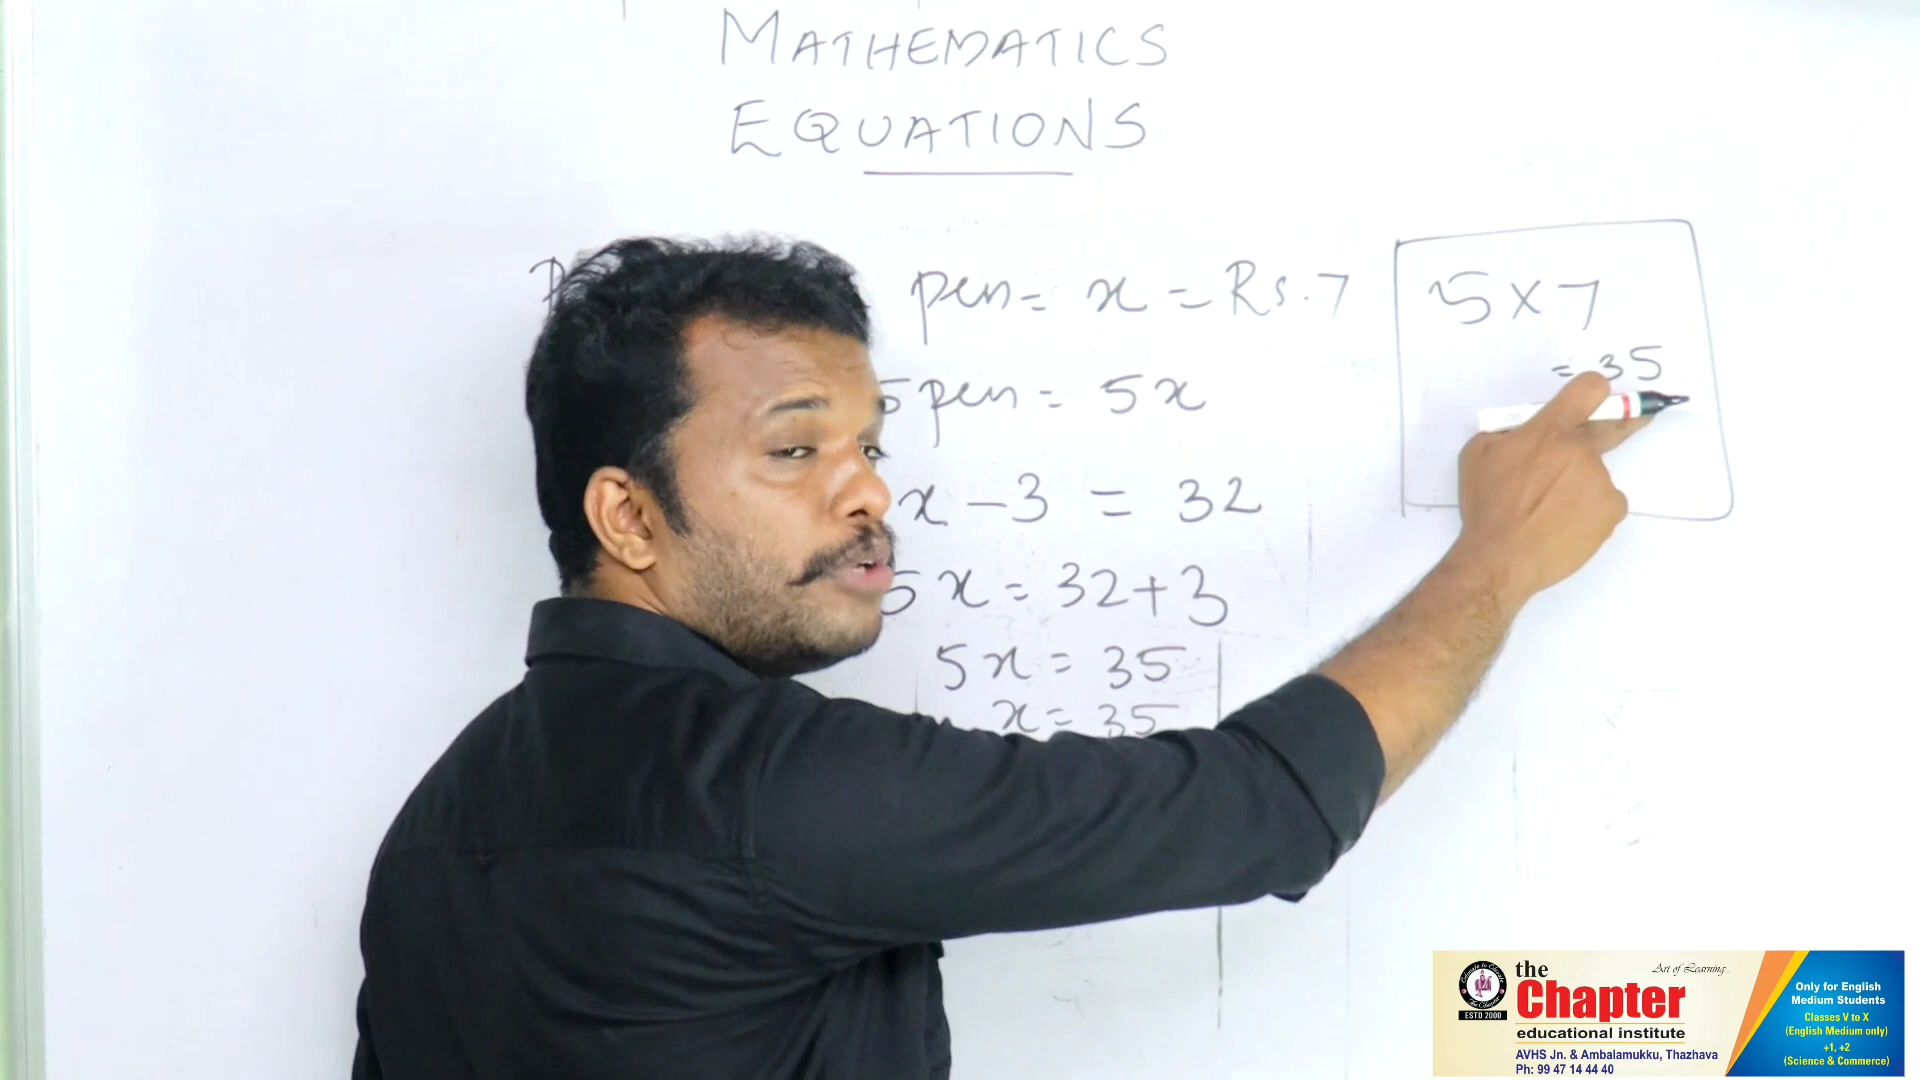 MATHEMATICS
EQUATIONS
pen = x = Rs. 7
5 pen = 5x
x - 3 = 32
5x = 32 + 3
5x = 35
x = 35
5 x 7
= 35
the
Art of Learning...
Chapter
ESTD 2000
educational institute
AVHS Jn. & Ambalamukku, Thazhava
Ph: 99 47 14 44 40
Only for English
Medium Students
Classes V to X
(English Medium only)
+1, +2
(Science & Commerce)